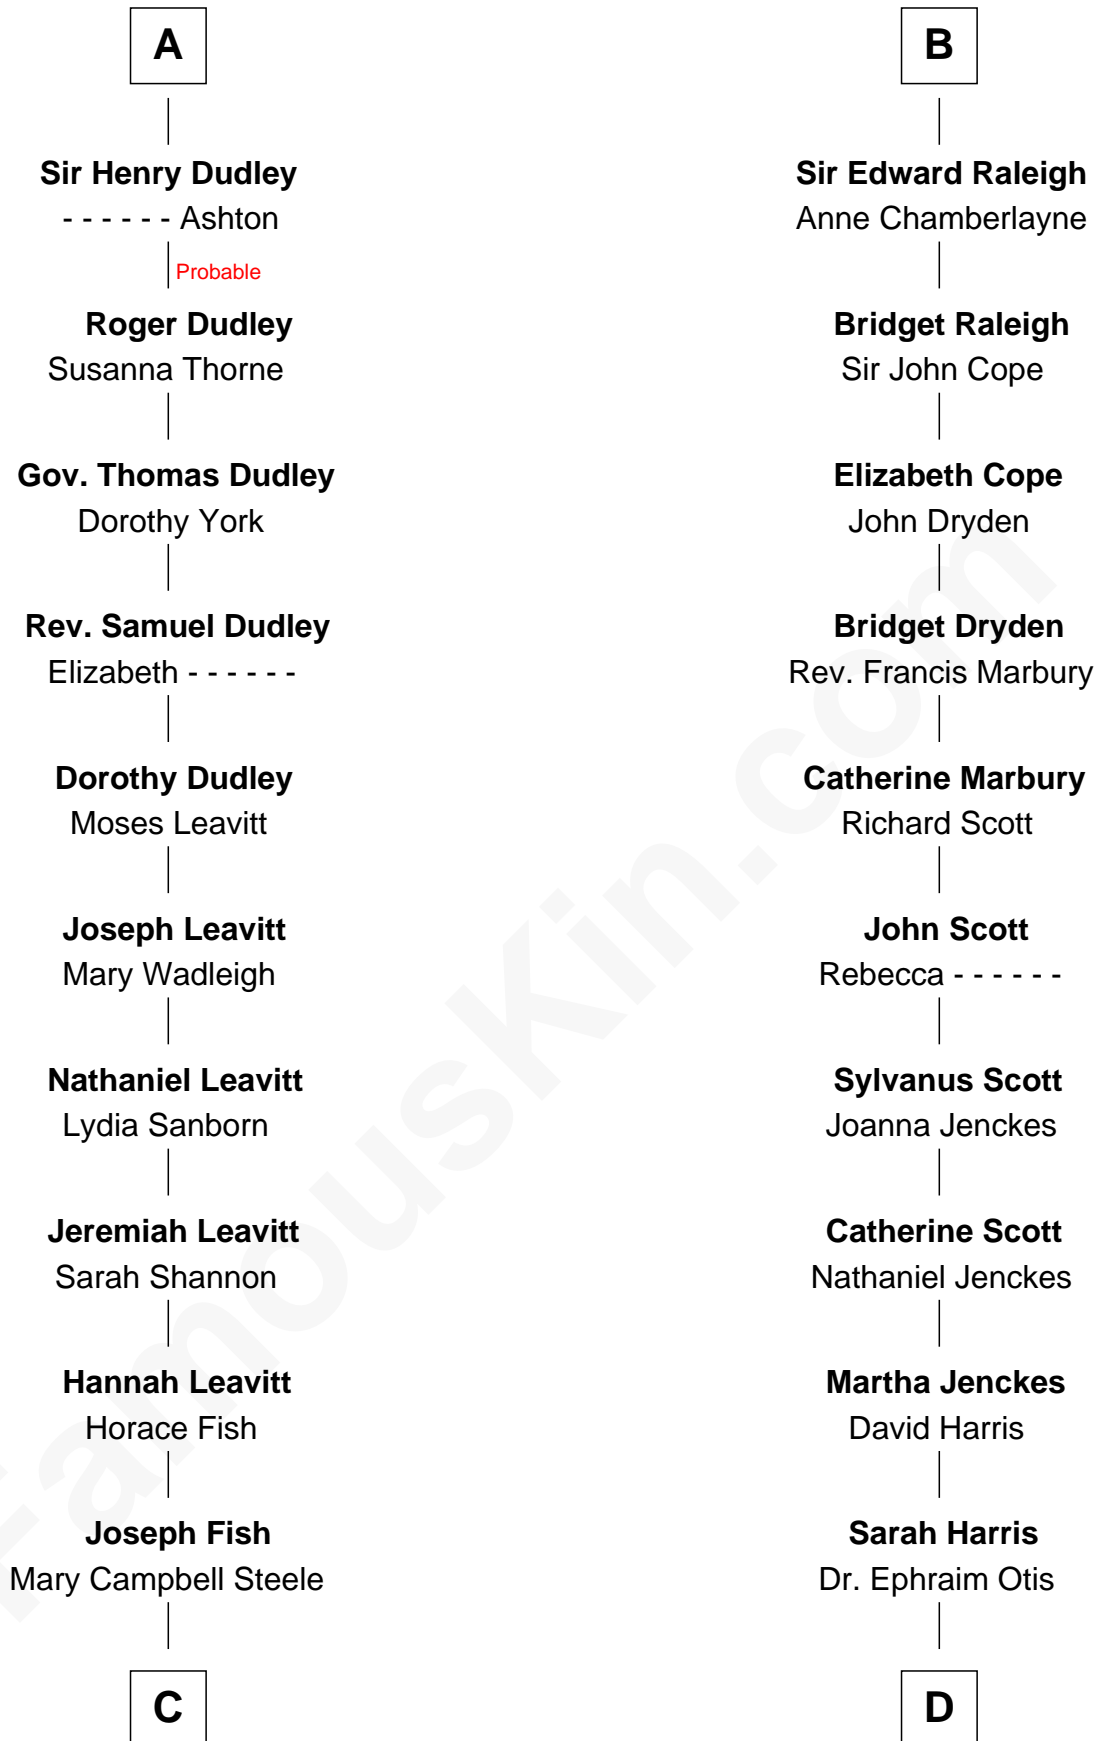 A
Sir Henry Dudley
- - - - - - Ashton
Probable
Roger Dudley
Susanna Thorne
Gov. Thomas Dudley
Dorothy York
Rev. Samuel Dudley
Elizabeth - - - - - -
Dorothy Dudley
Moses Leavitt
Joseph Leavitt
Mary Wadleigh
Nathaniel Leavitt
Lydia Sanborn
Jeremiah Leavitt
Sarah Shannon
Hannah Leavitt
Horace Fish
Joseph Fish
Mary Campbell Steele
C
B
Sir Edward Raleigh
Anne Chamberlayne
Bridget Raleigh
Sir John Cope
Elizabeth Cope
John Dryden
Bridget Dryden
Rev. Francis Marbury
Catherine Marbury
Richard Scott
John Scott
Rebecca - - - - - -
Sylvanus Scott
Joanna Jenckes
Catherine Scott
Nathaniel Jenckes
Martha Jenckes
David Harris
Sarah Harris
Dr. Ephraim Otis
D
FamousKin.com